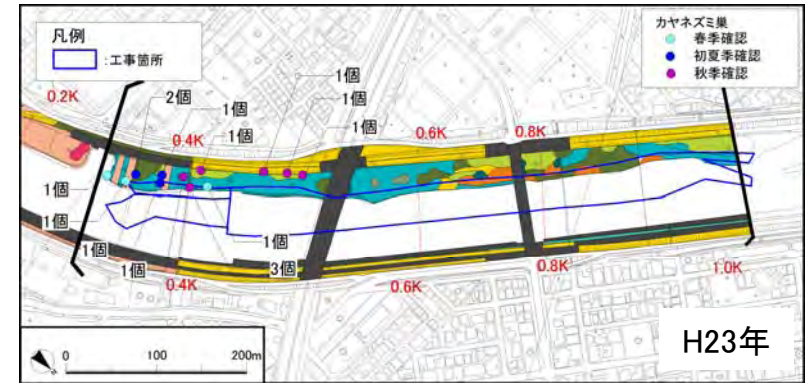 凡例
:工事箇所
カヤネズミ巣
春季確認
初夏季確認
秋季確認
0.2K
2個
1個
1個
1個
0.4K
1個
1個
0.6K
0.8K
1個
1個
1個
1個
1個
3個
0.4K
0.6K
0.8K
1.0K
0
100
200m
H23年